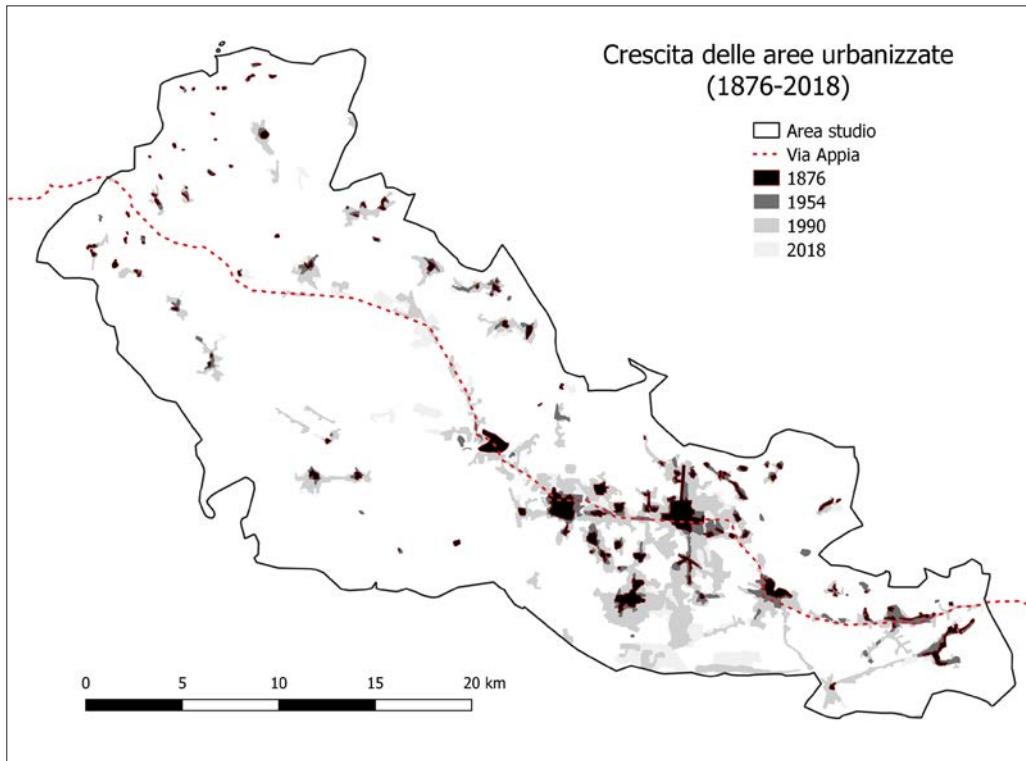 Crescita delle aree urbanizzate
(1876-2018)
Area studio
Via Appia
1876
1954
1990
2018
0 5 10 15 20 km